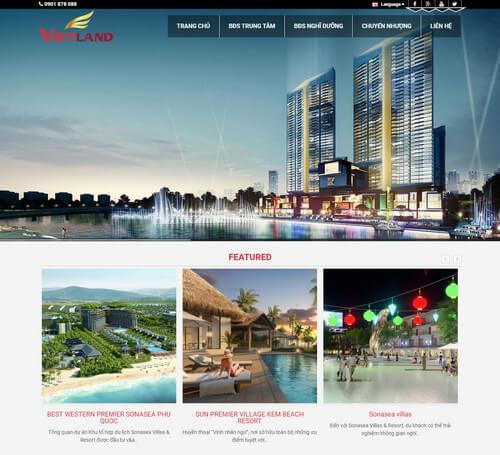 0901 878 088
Language
VIETLAND
TRANG CHỦ
BĐS TRUNG TÂM
BĐS NGHỈ DƯỠNG
CHUYỂN NHƯỢNG
LIÊN HỆ
FEATURED
BEST WESTERN PREMIER SONASEA PHU
QUOC
Tổng quan dự án Khu tổ hợp du lịch Sonasea Villas &
Resort được đầu tư và..
SUN PREMIER VILLAGE KEM BEACH
RESORT
Huyền thoại "Vịnh nhân ngư", nơi sở hữu toàn bộ những ưu
điểm tuyệt vời..
Sonasea villas
Đến với Sonasea Villas & Resort, du khách có thể trải
nghiệm không gian nghỉ..